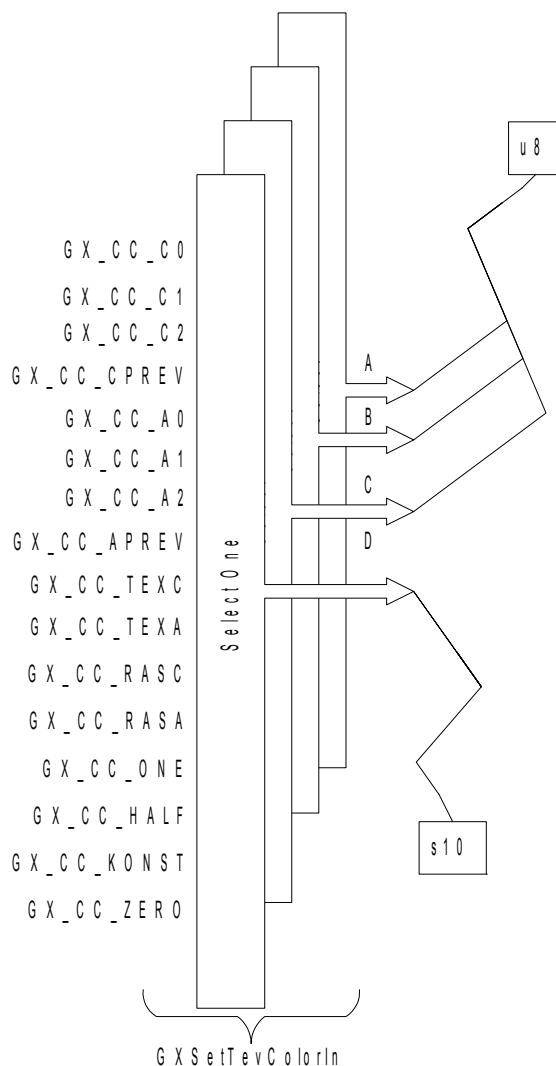 u8
GX_CC_C0
GX_CC_C1
GX_CC_C2
GX_CC_CPREV
GX_CC_A0
GX_CC_A1
GX_CC_A2
GX_CC_APREV
GX_CC_TEXC
GX_CC_TEXA
GX_CC_RASC
GX_CC_RASA
GX_CC_ONE
GX_CC_HALF
GX_CC_KONST
GX_CC_ZERO
SelectOne
A
B
C
D
s10
GXSetTevColorIn